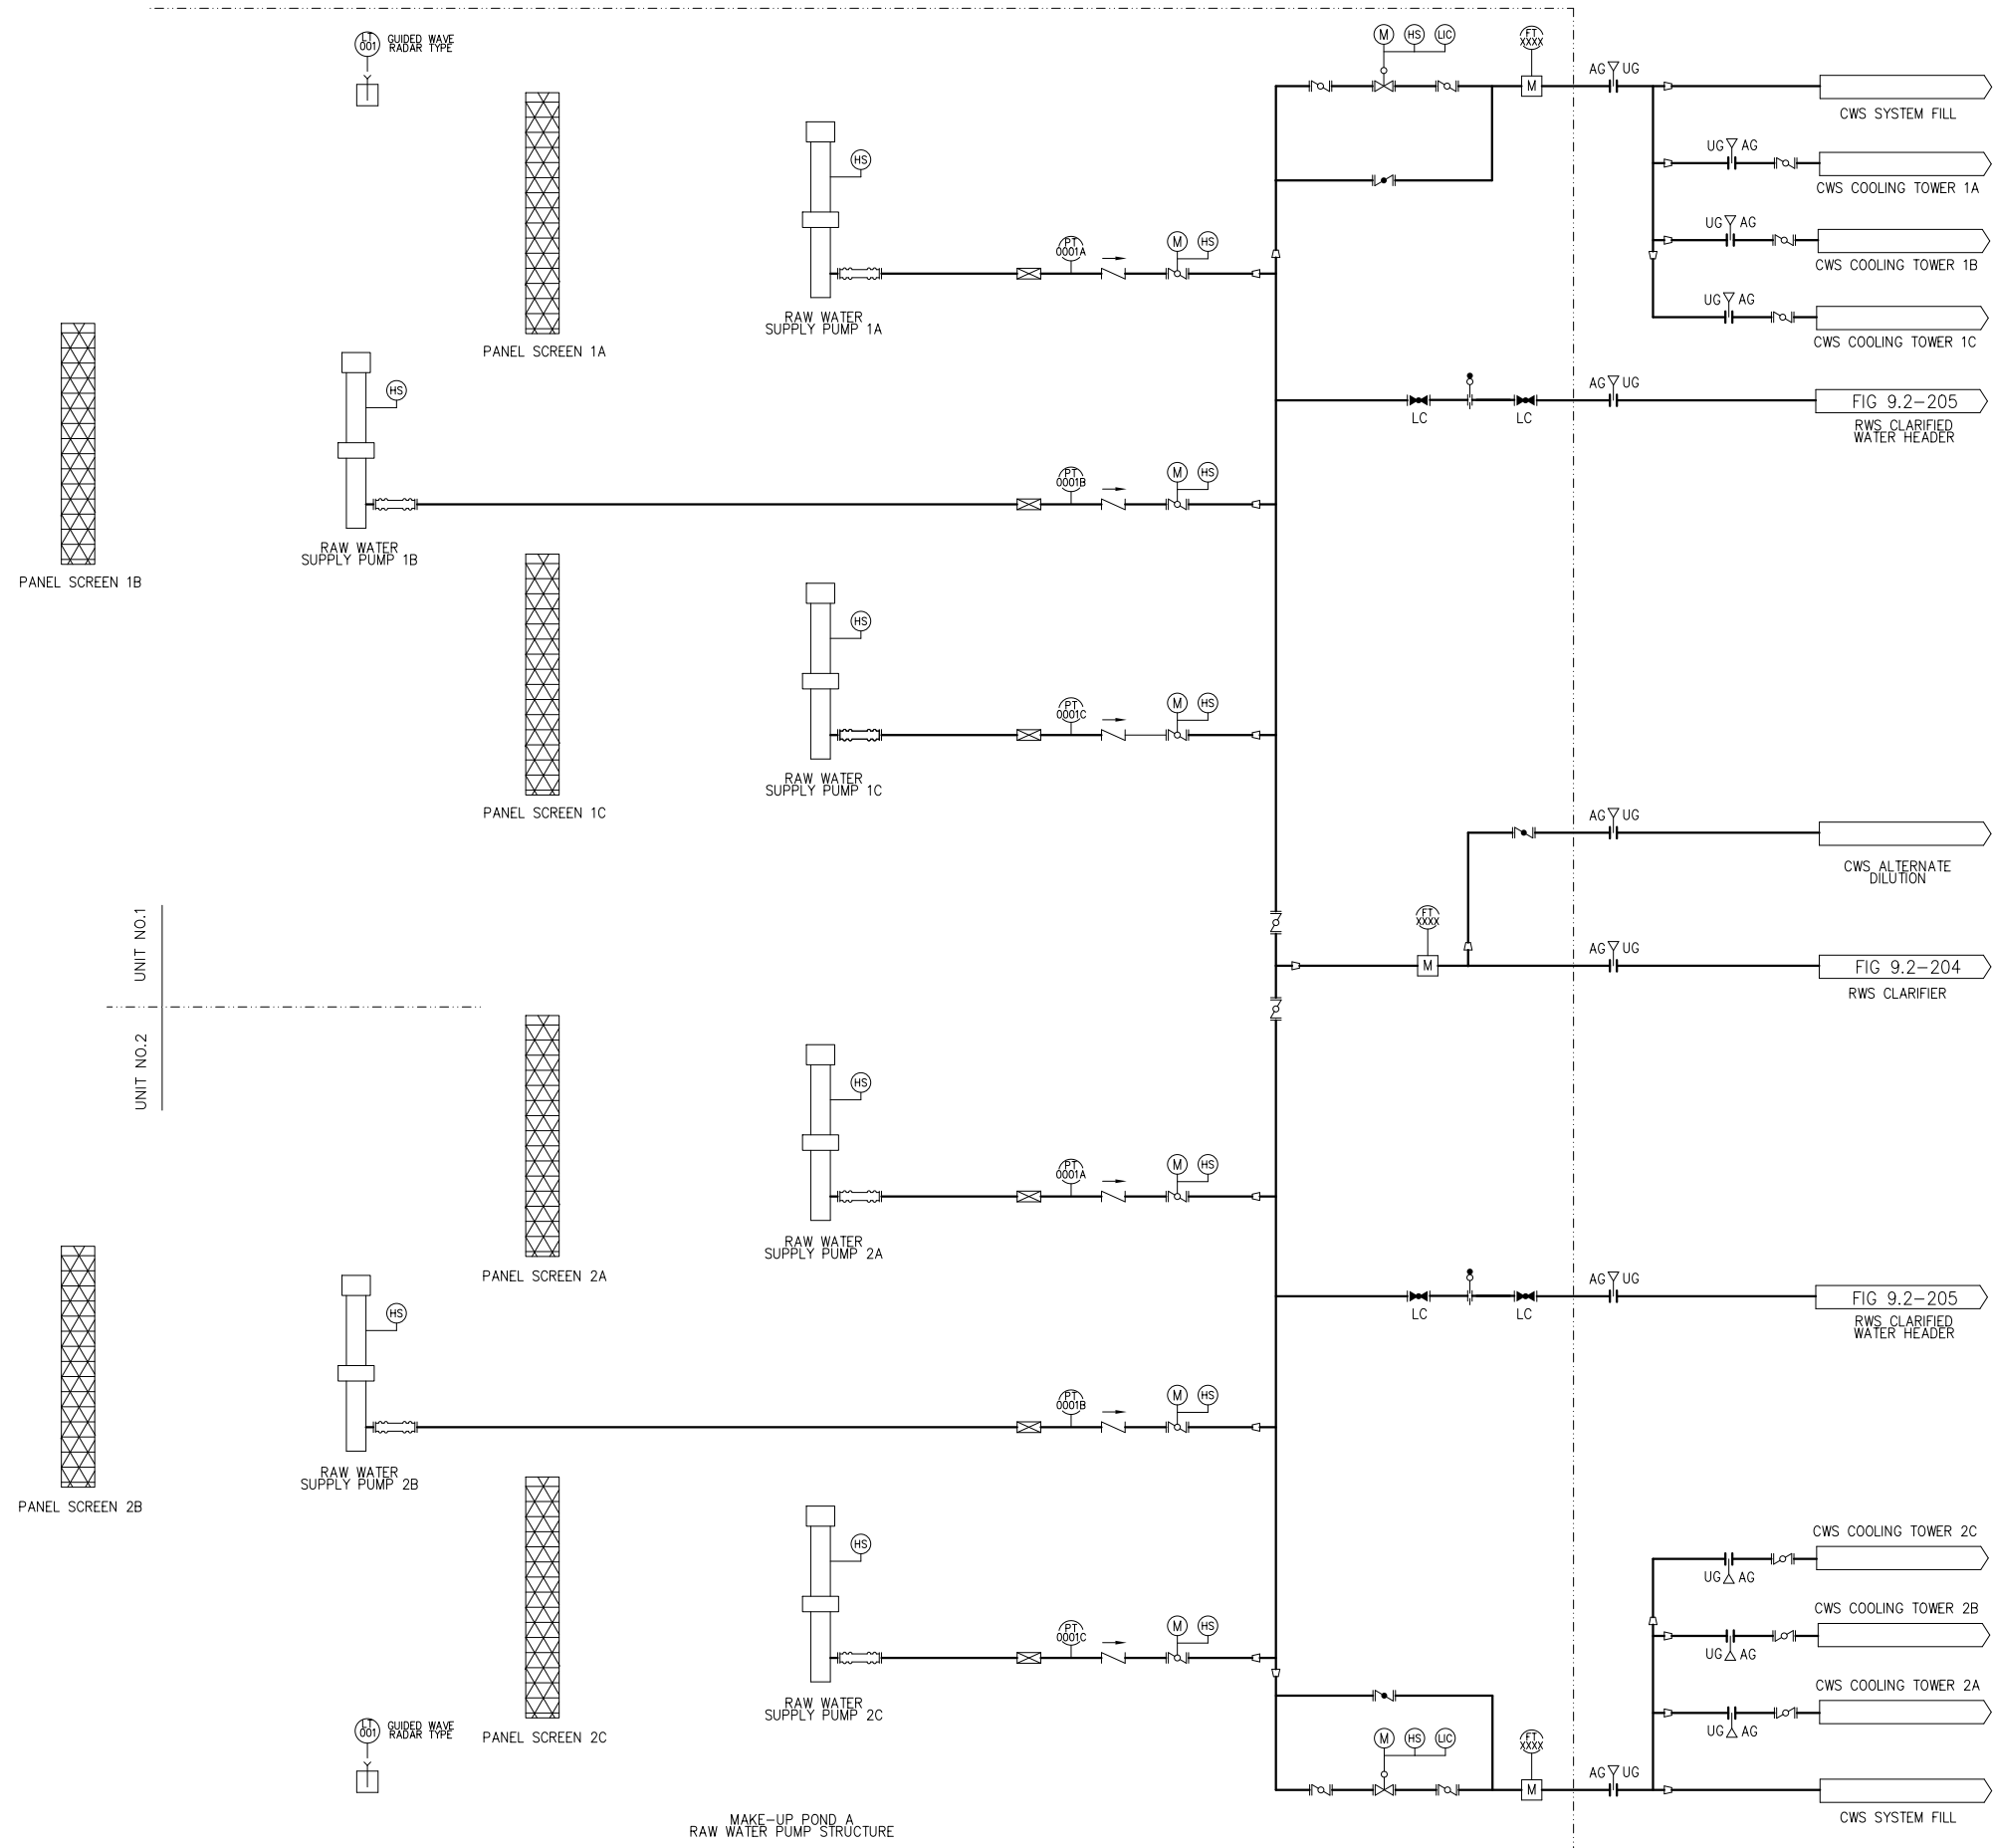 LT
001
GUIDED WAVE
RADAR TYPE
M
HS
LIC
FT
XXXX
M
AG UG
CWS SYSTEM FILL
UG AG
CWS COOLING TOWER 1A
UG AG
CWS COOLING TOWER 1B
UG AG
CWS COOLING TOWER 1C
HS
PT
0001A
M
HS
RAW WATER
SUPPLY PUMP 1A
PANEL SCREEN 1A
HS
LC
LC
AG UG
FIG 9.2-205
RWS CLARIFIED
WATER HEADER
PT
0001B
M
HS
RAW WATER
SUPPLY PUMP 1B
PANEL SCREEN 1B
HS
PT
0001C
M
HS
RAW WATER
SUPPLY PUMP 1C
PANEL SCREEN 1C
AG UG
CWS ALTERNATE
DILUTION
UNIT NO.1
FT
XXXX
M
AG UG
FIG 9.2-204
RWS CLARIFIER
UNIT NO.2
HS
PT
0001A
M
HS
RAW WATER
SUPPLY PUMP 2A
PANEL SCREEN 2A
HS
LC
LC
AG UG
FIG 9.2-205
RWS CLARIFIED
WATER HEADER
PT
0001B
M
HS
RAW WATER
SUPPLY PUMP 2B
PANEL SCREEN 2B
HS
CWS COOLING TOWER 2C
UG AG
CWS COOLING TOWER 2B
UG AG
CWS COOLING TOWER 2A
UG AG
PT
0001C
M
HS
RAW WATER
SUPPLY PUMP 2C
PANEL SCREEN 2C
LT
001
GUIDED WAVE
RADAR TYPE
M
HS
LIC
FT
XXXX
M
AG UG
CWS SYSTEM FILL
MAKE-UP POND A
RAW WATER PUMP STRUCTURE